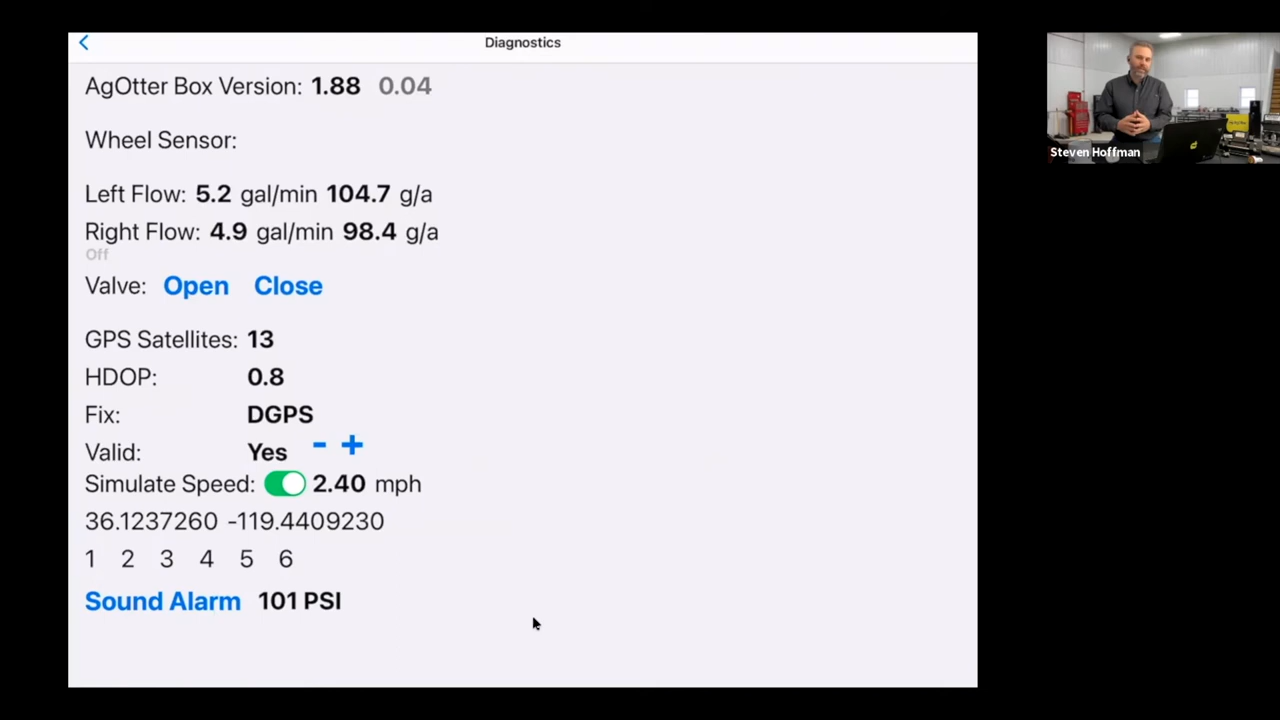 Diagnostics
AgOtter Box Version: 1.88 0.04
Wheel Sensor:
Left Flow: 5.2 gal/min 104.7 g/a
Right Flow: 4.9 gal/min 98.4 g/a
Off
Valve: Open Close
GPS Satellites: 13
HDOP: 0.8
Fix: DGPS
Valid: Yes - +
Simulate Speed: 2.40 mph
36.1237260 -119.4409230
1 2 3 4 5 6
Sound Alarm 101 PSI
Steven Hoffman